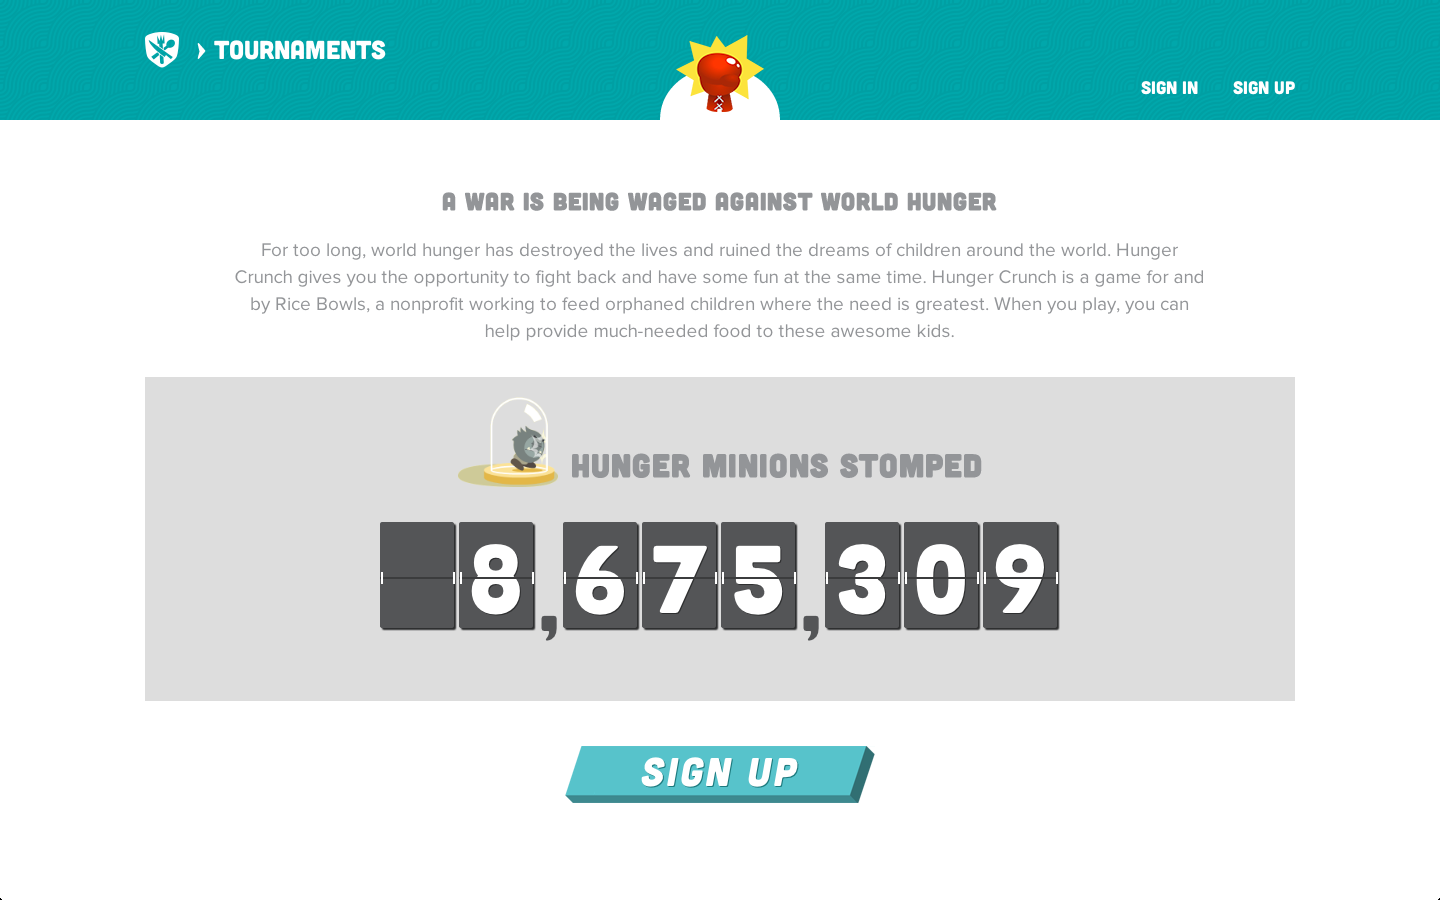 TOURNAMENTS
SIGN IN SIGN UP
A WAR IS BEING WAGED AGAINST WORLD HUNGER
For too long, world hunger has destroyed the lives and ruined the dreams of children around the world. Hunger
Crunch gives you the opportunity to fight back and have some fun at the same time. Hunger Crunch is a game for and
by Rice Bowls, a nonprofit working to feed orphaned children where the need is greatest. When you play, you can
help provide much-needed food to these awesome kids.
HUNGER MINIONS STOMPED
8,675,309
SIGN UP